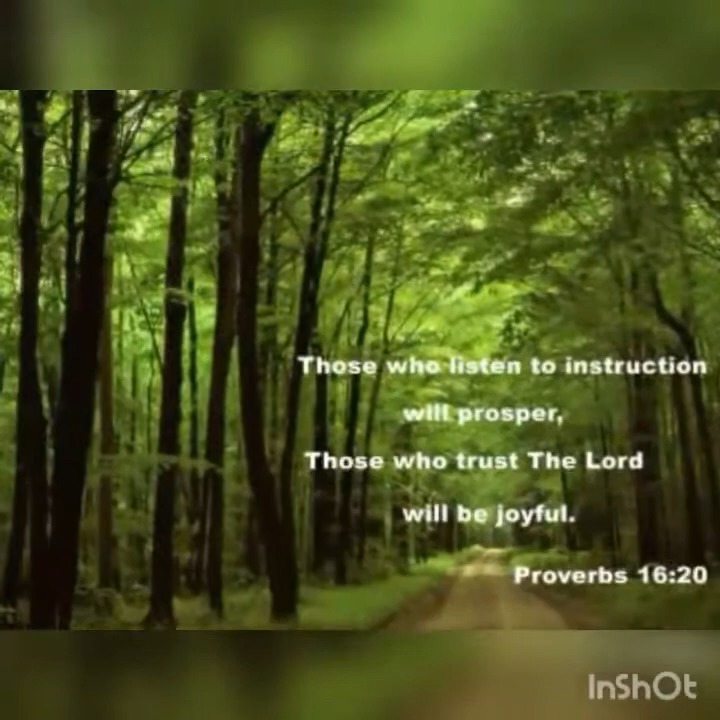 Those who listen to instruction
will prosper,
Those who trust The Lord
will be joyful.
Proverbs 16:20
InShOt